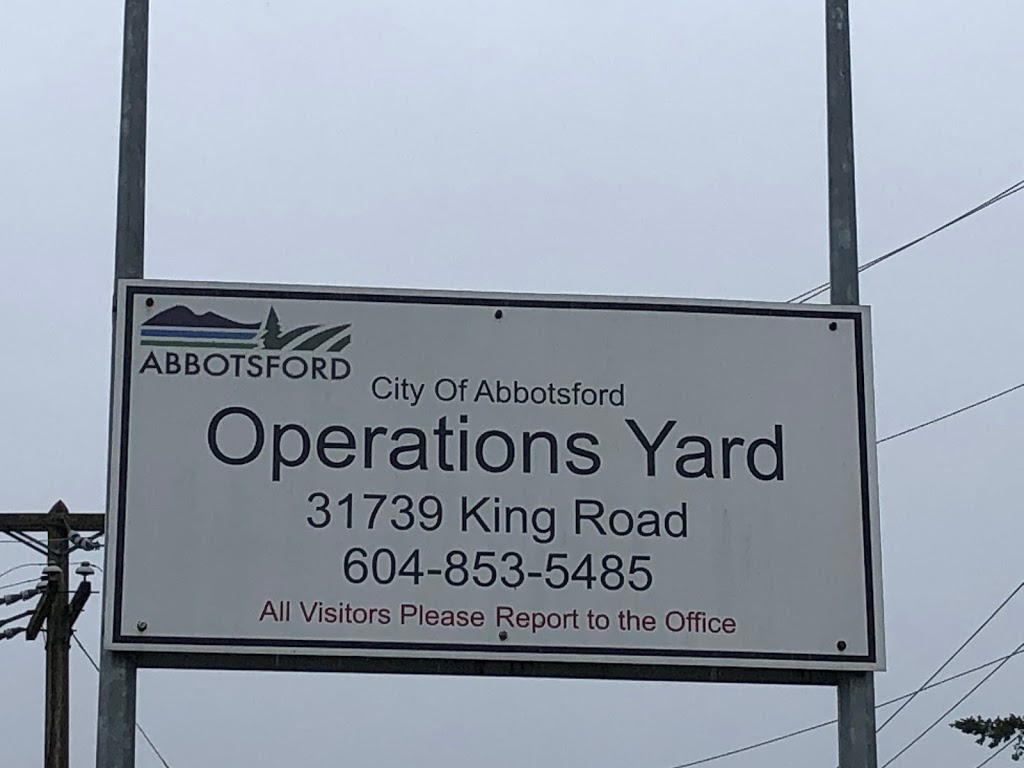 ABBOTSFORD
City Of Abbotsford
Operations Yard
31739 King Road
604-853-5485
All Visitors Please Report to the Office